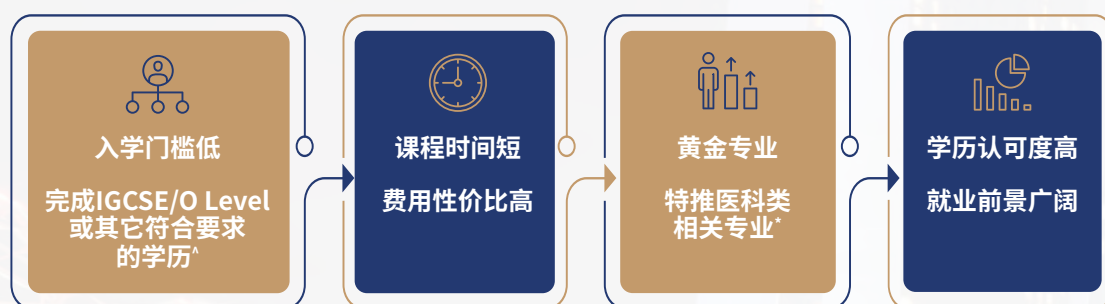 入学门槛低
完成IGCSE/O Level
或其它符合要求
的学历^
课程时间短
费用性价比高
黄金专业
特推医科类
相关专业*
学历认可度高
就业前景广阔